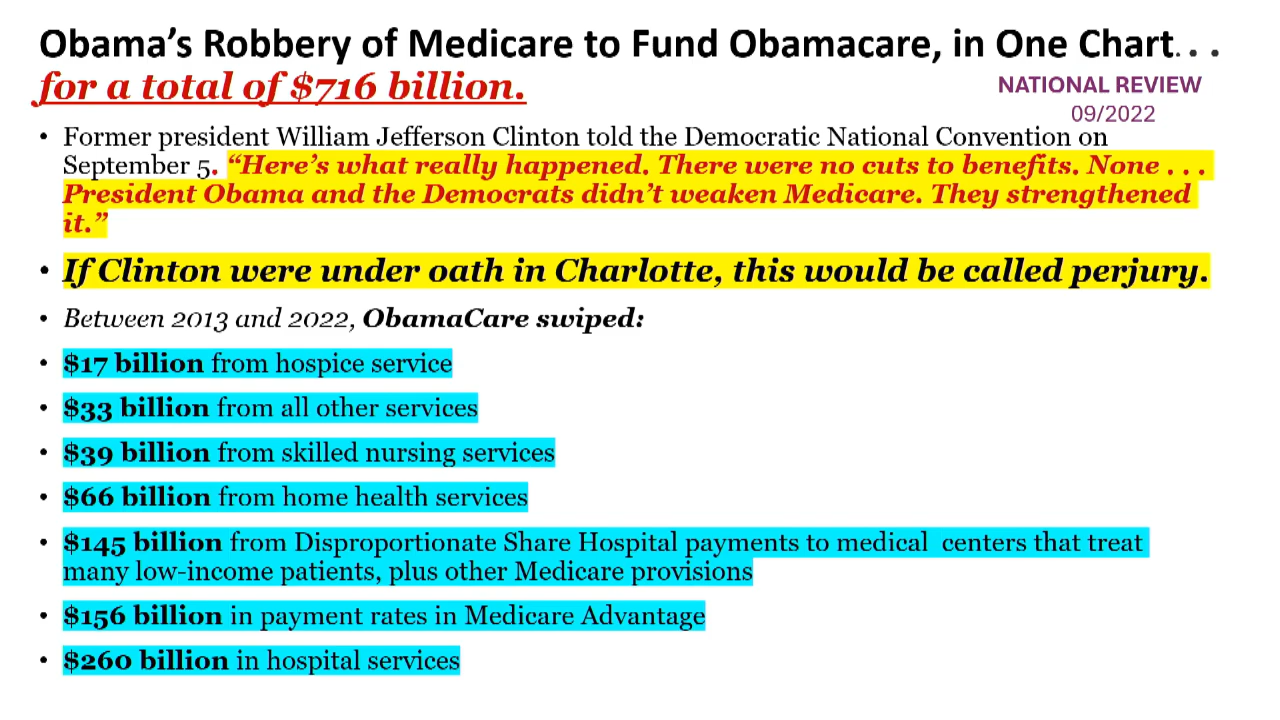 Obama’s Robbery of Medicare to Fund Obamacare, in One Chart. . .
for a total of $716 billion.
NATIONAL REVIEW
09/2022
• Former president William Jefferson Clinton told the Democratic National Convention on
September 5. “Here’s what really happened. There were no cuts to benefits. None . . .
President Obama and the Democrats didn’t weaken Medicare. They strengthened
it.”
• If Clinton were under oath in Charlotte, this would be called perjury.
• Between 2013 and 2022, ObamaCare swiped:
• $17 billion from hospice service
• $33 billion from all other services
• $39 billion from skilled nursing services
• $66 billion from home health services
• $145 billion from Disproportionate Share Hospital payments to medical  centers that treat
many low-income patients, plus other Medicare provisions
• $156 billion in payment rates in Medicare Advantage
• $260 billion in hospital services